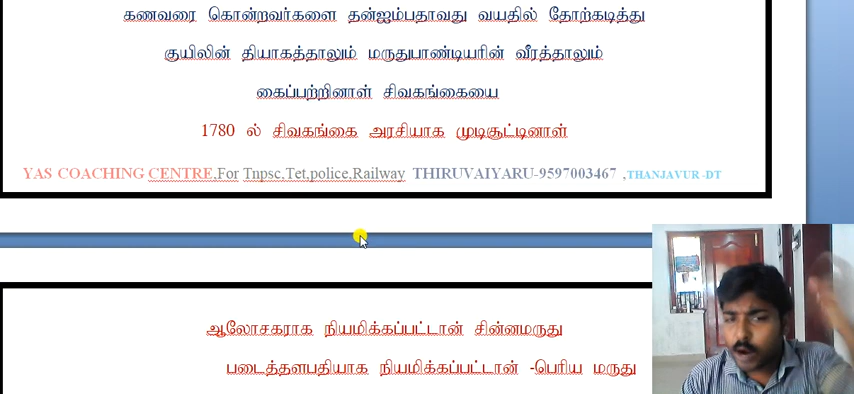 கணவரை கொன்றவர்களை தன்ஐம்பதாவது வயதில் தோற்கடித்து
குயிலின் தியாகத்தாலும் மருதுபாண்டியரின் வீரத்தாலும்
கைப்பற்றினாள் சிவகங்கையை
1780 ல் சிவகங்கை அரசியாக முடிசூட்டினாள்
YAS COACHING CENTRE,For Tnpsc,Tet,police,Railway THIRUVAIYARU-9597003467 ,THANJAVUR-DT
ஆலோசகராக நியமிக்கப்பட்டான் சின்னமருது
படைத்தளபதியாக நியமிக்கப்பட்டான் -பெரிய மருது